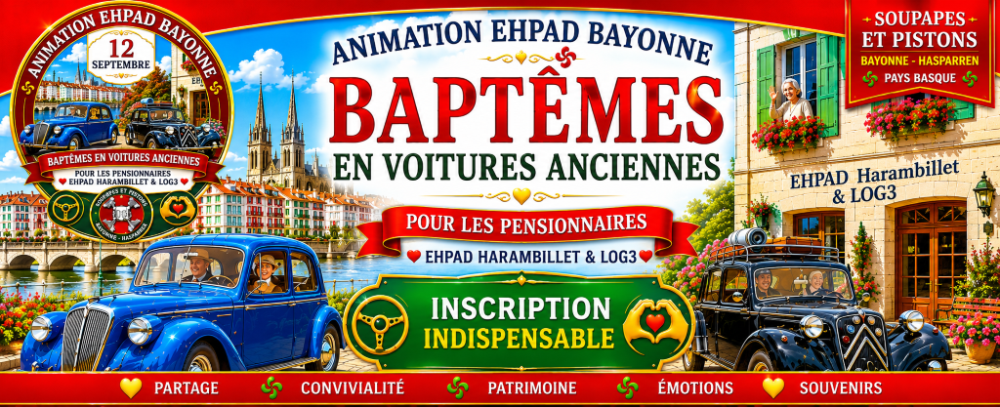 ANIMATION EHPAD BAYONNE
12
SEPTEMBRE
BAPTÊMES EN VOITURES ANCIENNES
POUR LES PENSIONNAIRES
EHPAD HARAMBILLET & LOG3
SOUPAPES ET PISTONS
BAYONNE - HASPARREN
ANIMATION EHPAD BAYONNE
BAPTÊMES
EN VOITURES ANCIENNES
POUR LES PENSIONNAIRES
EHPAD HARAMBILLET & LOG3
INSCRIPTION
INDISPENSABLE
SOUPAPES
ET PISTONS
BAYONNE - HASPARREN
PAYS BASQUE
EHPAD Harambillet
& LOG3
PARTAGE
CONVIVIALITÉ
PATRIMOINE
ÉMOTIONS
SOUVENIRS